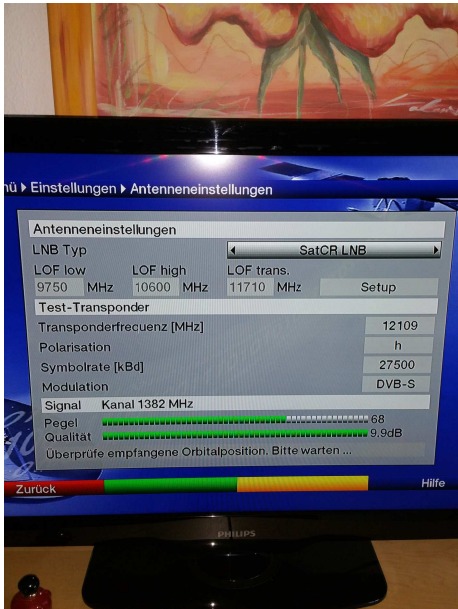 nü ▸ Einstellungen ▸ Antenneneinstellungen
Antenneneinstellungen
LNB Typ SatCR LNB
LOF low LOF high LOF trans.
9750 MHz 10600 MHz 11710 MHz Setup
Test-Transponder
Transponderfrecuenz [MHz] 12109
Polarisation h
Symbolrate [kBd] 27500
Modulation DVB-S
Signal Kanal 1382 MHz
Pegel 68
Qualität 9.9dB
Überprüfe empfangene Orbitalposition. Bitte warten ...
Zurück Hilfe
PHILIPS